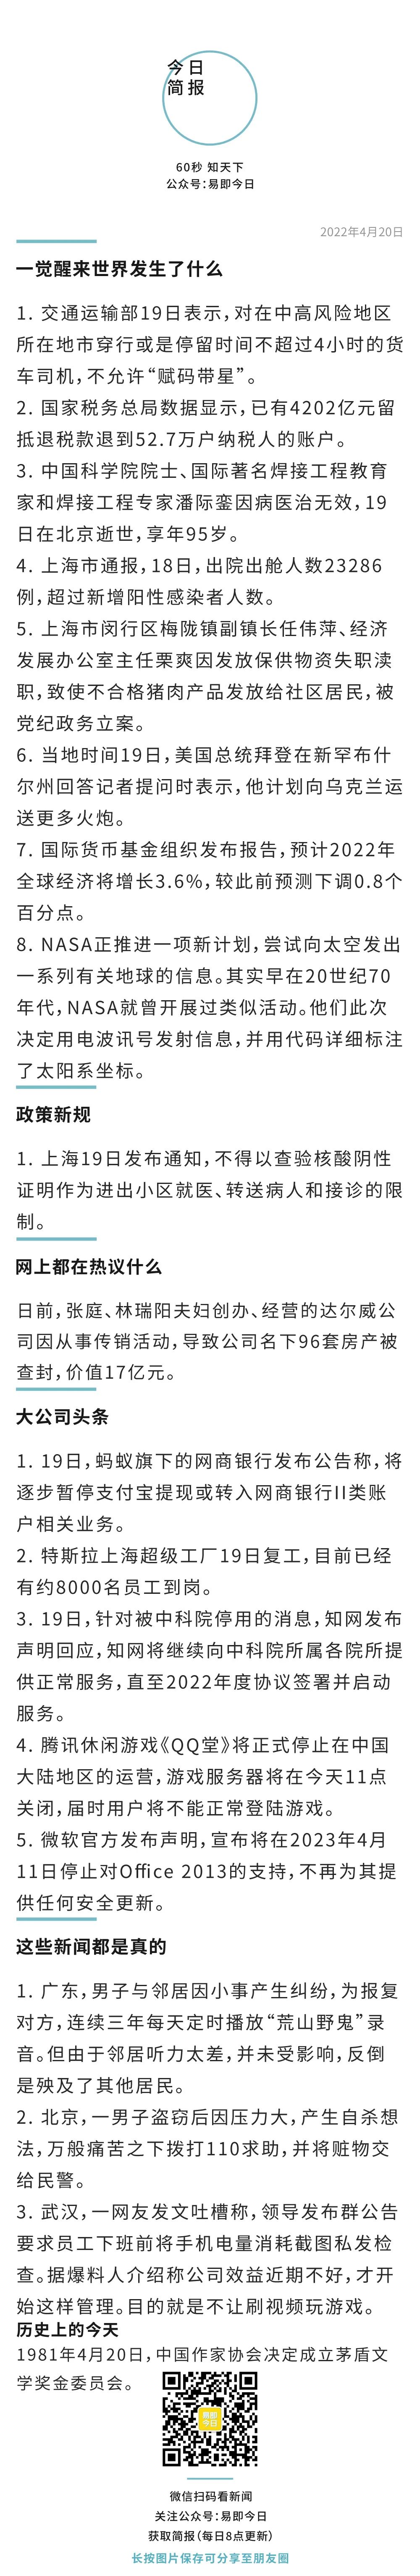 今日
简报
60秒 知天下
公众号：易即今日
2022年4月20日
一觉醒来世界发生了什么
1. 交通运输部19日表示，对在中高风险地区
所在地市穿行或是停留时间不超过4小时的货
车司机，不允许“赋码带星”。
2. 国家税务总局数据显示，已有4202亿元留
抵退税款退到52.7万户纳税人的账户。
3. 中国科学院院士、国际著名焊接工程教育
家和焊接工程专家潘际銮因病医治无效，19
日在北京逝世，享年95岁。
4. 上海市通报，18日，出院出舱人数23286
例，超过新增阳性感染者人数。
5. 上海市闵行区梅陇镇副镇长任伟萍、经济
发展办公室主任栗爽因发放保供物资失职渎
职，致使不合格猪肉产品发放给社区居民，被
党纪政务立案。
6. 当地时间19日，美国总统拜登在新罕布什
尔州回答记者提问时表示，他计划向乌克兰运
送更多火炮。
7. 国际货币基金组织发布报告，预计2022年
全球经济将增长3.6%，较此前预测下调0.8个
百分点。
8. NASA正推进一项新计划，尝试向太空发出
一系列有关地球的信息。其实早在20世纪70
年代，NASA就曾开展过类似活动。他们此次
决定用电波讯号发射信息，并用代码详细标注
了太阳系坐标。
政策新规
1. 上海19日发布通知，不得以查验核酸阴性
证明作为进出小区就医、转送病人和接诊的限
制。
网上都在热议什么
日前，张庭、林瑞阳夫妇创办、经营的达尔威公
司因从事传销活动，导致公司名下96套房产被
查封，价值17亿元。
大公司头条
1. 19日，蚂蚁旗下的网商银行发布公告称，将
逐步暂停支付宝提现或转入网商银行II类账
户相关业务。
2. 特斯拉上海超级工厂19日复工，目前已经
有约8000名员工到岗。
3. 19日，针对被中科院停用的消息，知网发布
声明回应，知网将继续向中科院所属各院所提
供正常服务，直至2022年度协议签署并启动
服务。
4. 腾讯休闲游戏《QQ堂》将正式停止在中国
大陆地区的运营，游戏服务器将在今天11点
关闭，届时用户将不能正常登陆游戏。
5. 微软官方发布声明，宣布将在2023年4月
11日停止对Office 2013的支持，不再为其提
供任何安全更新。
这些新闻都是真的
1. 广东，男子与邻居因小事产生纠纷，为报复
对方，连续三年每天定时播放“荒山野鬼”录
音。但由于邻居听力太差，并未受影响，反倒
是殃及了其他居民。
2. 北京，一男子盗窃后因压力大，产生自杀想
法，万般痛苦之下拨打110求助，并将赃物交
给民警。
3. 武汉，一网友发文吐槽称，领导发布群公告
要求员工下班前将手机电量消耗截图私发检
查。据爆料人介绍称公司效益近期不好，才开
始这样管理。目的就是不让刷视频玩游戏。
历史上的今天
1981年4月20日，中国作家协会决定成立茅盾文
学奖金委员会。
易即
今日
微信扫码看新闻
关注公众号：易即今日
获取简报（每日8点更新）
长按图片保存可分享至朋友圈